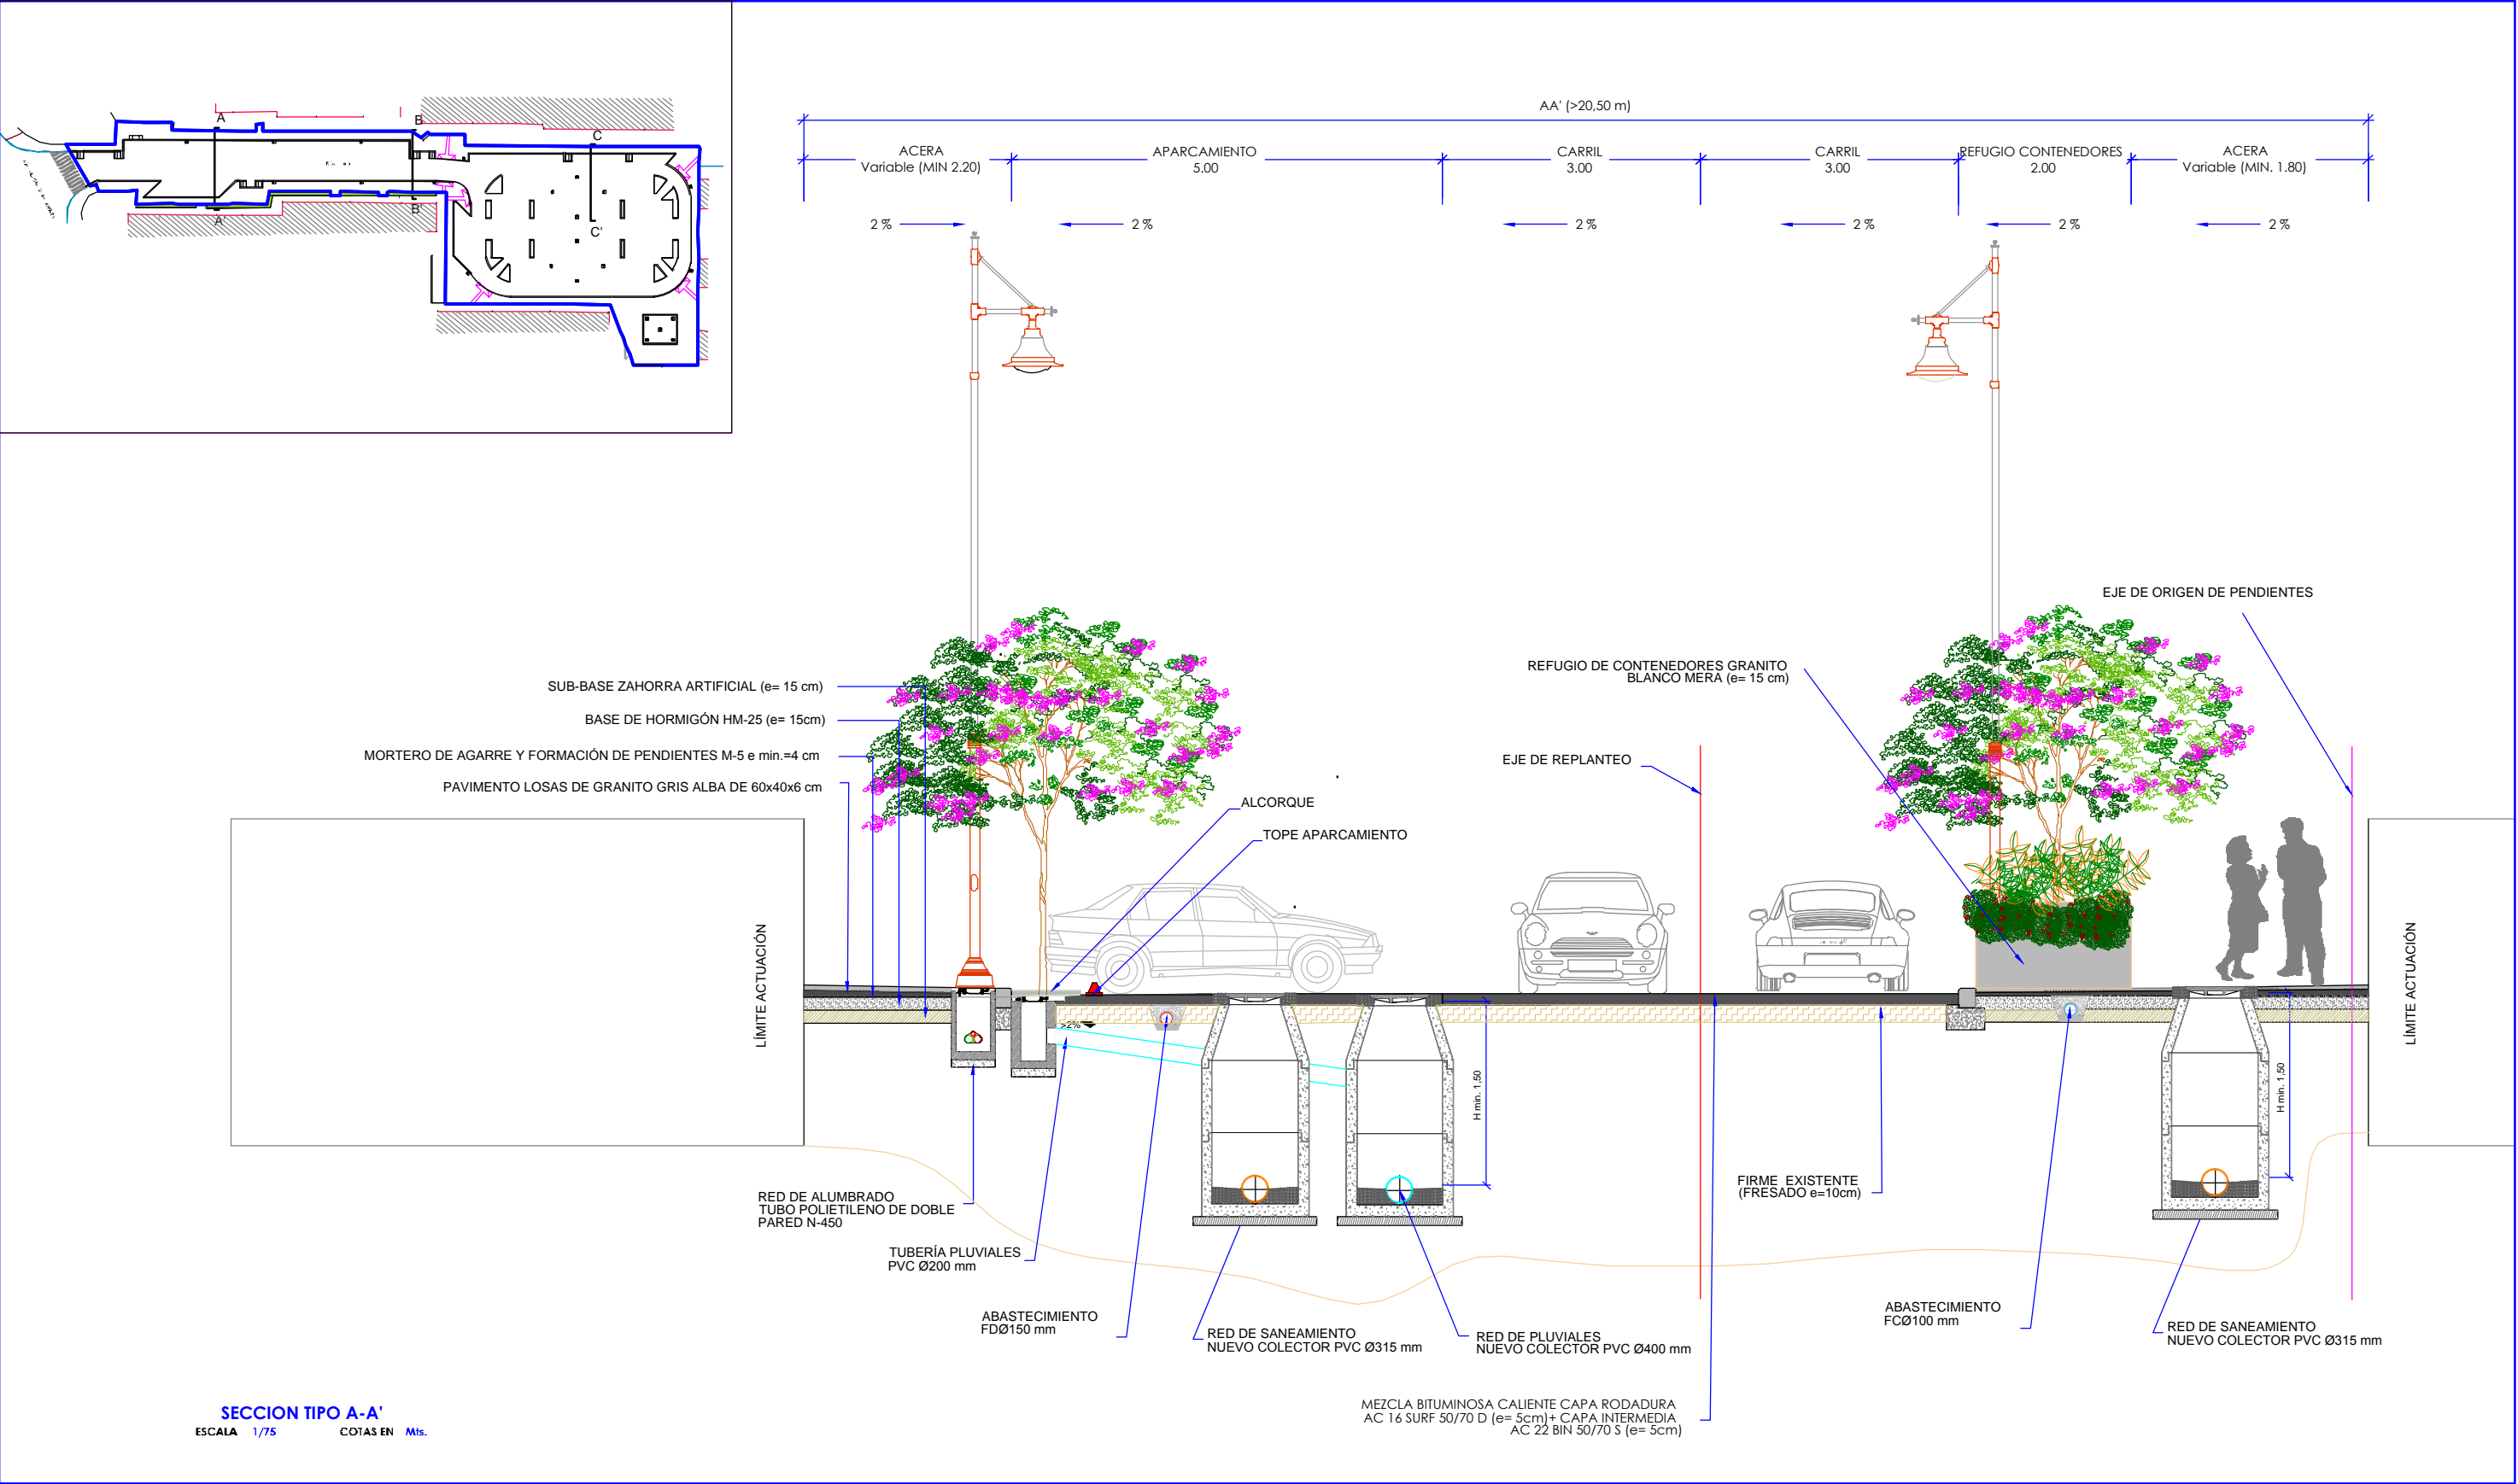 A
B
C
A'
B'
C'
AA' (>20,50 m)
ACERA
Variable (MIN 2.20)
APARCAMIENTO
5.00
CARRIL
3.00
CARRIL
3.00
REFUGIO CONTENEDORES
2.00
ACERA
Variable (MIN. 1.80)
2 %
2 %
2 %
2 %
2 %
2 %
EJE DE ORIGEN DE PENDIENTES
REFUGIO DE CONTENEDORES GRANITO
BLANCO MERA (e= 15 cm)
SUB-BASE ZAHORRA ARTIFICIAL (e= 15 cm)
BASE DE HORMIGÓN HM-25 (e= 15cm)
MORTERO DE AGARRE Y FORMACIÓN DE PENDIENTES M-5 e min.=4 cm
PAVIMENTO LOSAS DE GRANITO GRIS ALBA DE 60x40x6 cm
EJE DE REPLANTEO
ALCORQUE
TOPE APARCAMIENTO
LÍMITE ACTUACIÓN
LÍMITE ACTUACIÓN
>2%
H min. 1,50
H min. 1,50
RED DE ALUMBRADO
TUBO POLIETILENO DE DOBLE
PARED N-450
TUBERÍA PLUVIALES
PVC Ø200 mm
ABASTECIMIENTO
FDØ150 mm
RED DE SANEAMIENTO
NUEVO COLECTOR PVC Ø315 mm
RED DE PLUVIALES
NUEVO COLECTOR PVC Ø400 mm
FIRME EXISTENTE
(FRESADO e=10cm)
ABASTECIMIENTO
FCØ100 mm
RED DE SANEAMIENTO
NUEVO COLECTOR PVC Ø315 mm
MEZCLA BITUMINOSA CALIENTE CAPA RODADURA
AC 16 SURF 50/70 D (e= 5cm)+ CAPA INTERMEDIA
AC 22 BIN 50/70 S (e= 5cm)
SECCION TIPO A-A'
ESCALA 1/75 COTAS EN Mts.